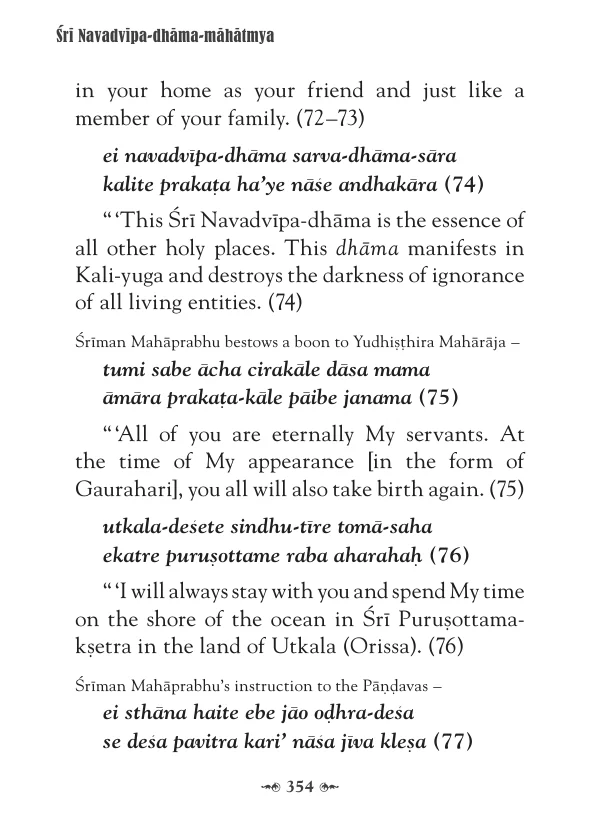 Śrī Navadvīpa-dhāma-māhātmya
in your home as your friend and just like a
member of your family. (72–73)
ei navadvīpa-dhāma sarva-dhāma-sāra
kalite prakaṭa ha’ye nāśe andhakāra (74)
“ ‘This Śrī Navadvīpa-dhāma is the essence of
all other holy places. This dhāma manifests in
Kali-yuga and destroys the darkness of ignorance
of all living entities. (74)
Śrīman Mahāprabhu bestows a boon to Yudhiṣṭhira Mahārāja –
tumi sabe ācha cirakāle dāsa mama
āmāra prakaṭa-kāle pāibe janama (75)
“ ‘All of you are eternally My servants. At
the time of My appearance [in the form of
Gaurahari], you all will also take birth again. (75)
utkala-deśete sindhu-tīre tomā-saha
ekatre puruṣottame raba aharahaḥ (76)
“ ‘I will always stay with you and spend My time
on the shore of the ocean in Śrī Puruṣottama-
kṣetra in the land of Utkala (Orissa). (76)
Śrīman Mahāprabhu’s instruction to the Pāṇḍavas –
ei sthāna haite ebe jāo oḍhra-deśa
se deśa pavitra kari’ nāśa jīva kleṣa (77)
354